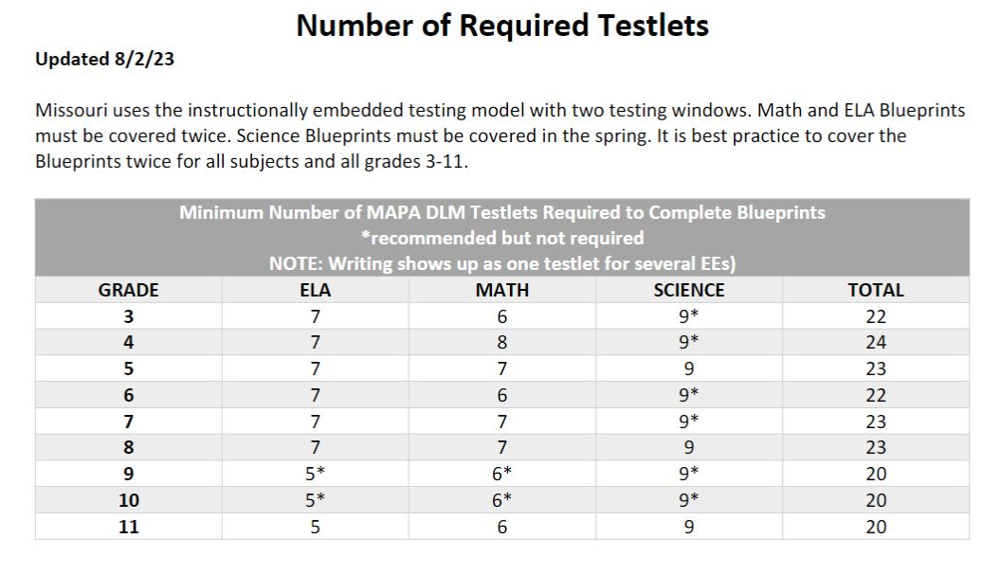 Number of Required Testlets
Updated 8/2/23
Missouri uses the instructionally embedded testing model with two testing windows. Math and ELA Blueprints
must be covered twice. Science Blueprints must be covered in the spring. It is best practice to cover the
Blueprints twice for all subjects and all grades 3-11.
Minimum Number of MAPA DLM Testlets Required to Complete Blueprints
*recommended but not required
NOTE: Writing shows up as one testlet for several EEs)
GRADE ELA MATH SCIENCE TOTAL
3 7 6 9* 22
4 7 8 9* 24
5 7 7 9 23
6 7 6 9* 22
7 7 7 9* 23
8 7 7 9 23
9 5* 6* 9* 20
10 5* 6* 9* 20
11 5 6 9 20